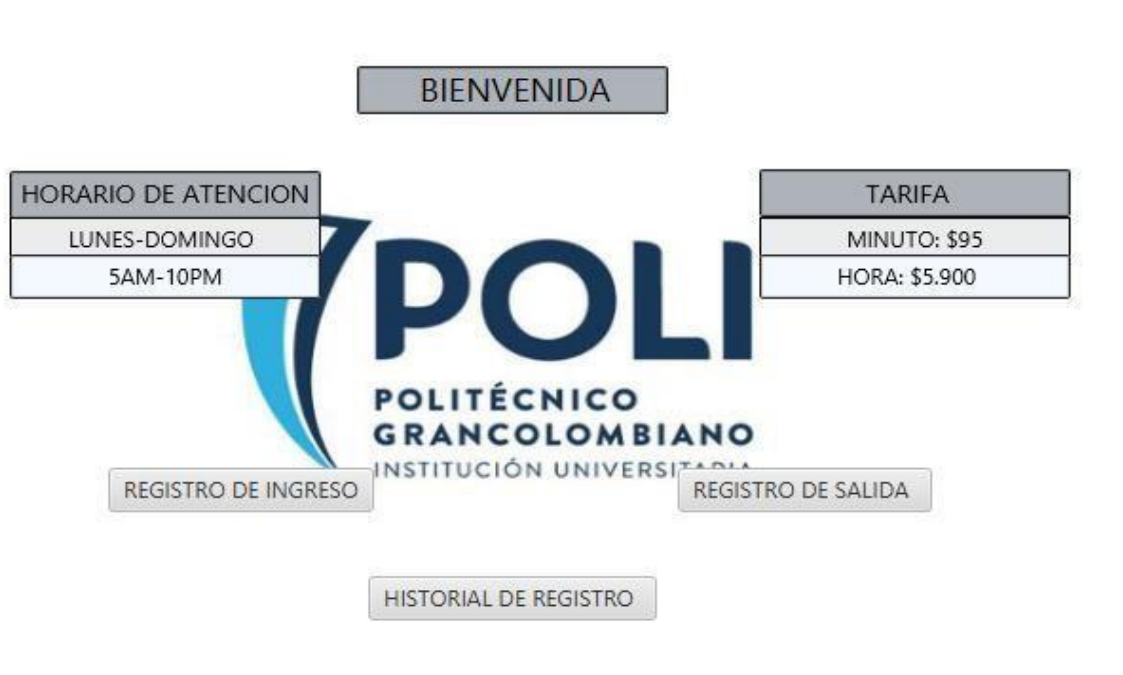 BIENVENIDA
HORARIO DE ATENCION
LUNES-DOMINGO
5AM-10PM
TARIFA
MINUTO: $95
HORA: $5.900
POLI
POLITÉCNICO
GRANCOLOMBIANO
INSTITUCIÓN
REGISTRO DE INGRESO
REGISTRO DE SALIDA
HISTORIAL DE REGISTRO